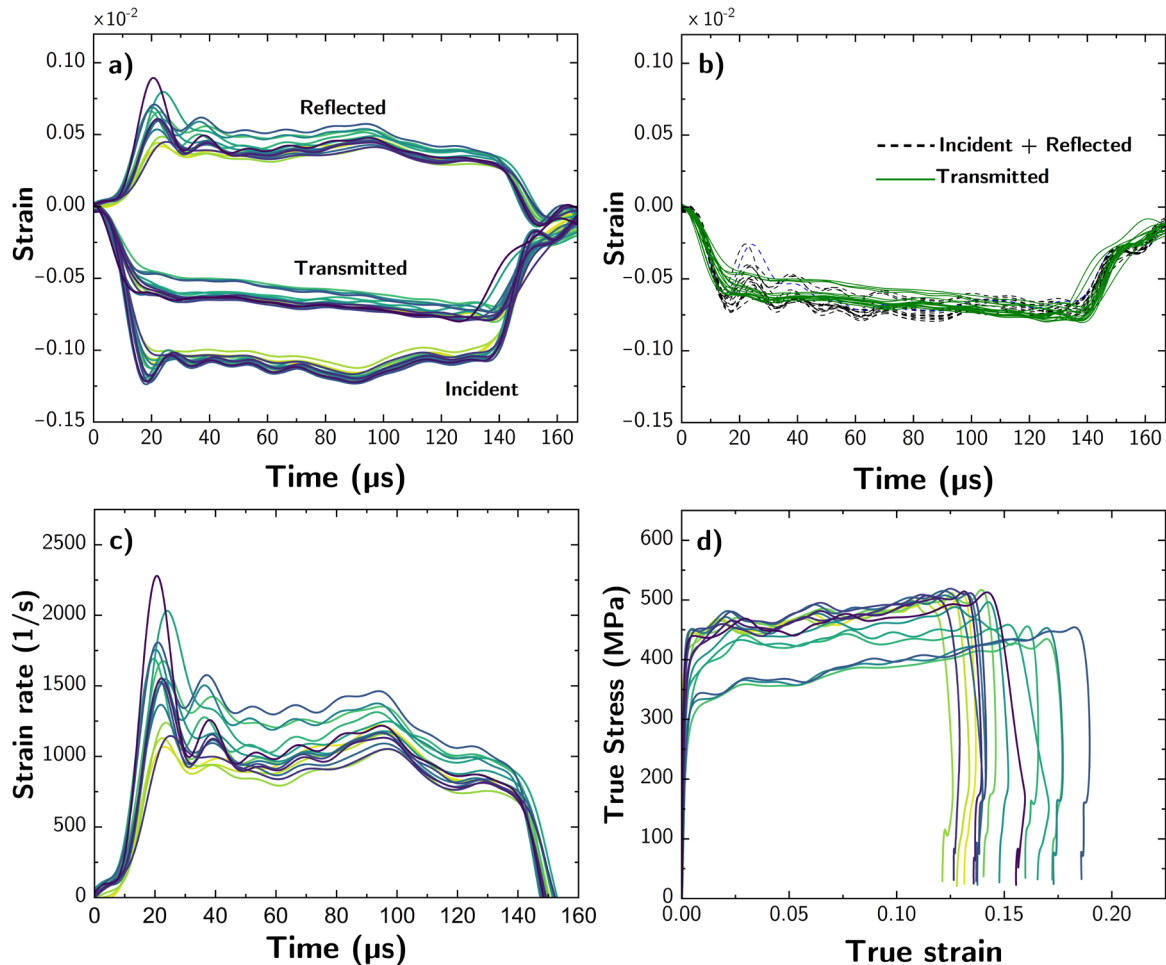 ×10⁻²
a)
0.10
0.05
0.00
−0.05
−0.10
−0.15
Strain
Reflected
Transmitted
Incident
0 20 40 60 80 100 120 140 160
Time (µs)
×10⁻²
b)
0.10
0.05
0.00
−0.05
−0.10
−0.15
Strain
Incident + Reflected
Transmitted
0 20 40 60 80 100 120 140 160
Time (µs)
c)
2500
2000
1500
1000
500
0
Strain rate (1/s)
0 20 40 60 80 100 120 140 160
Time (µs)
d)
600
500
400
300
200
100
0
True Stress (MPa)
0.00 0.05 0.10 0.15 0.20
True strain